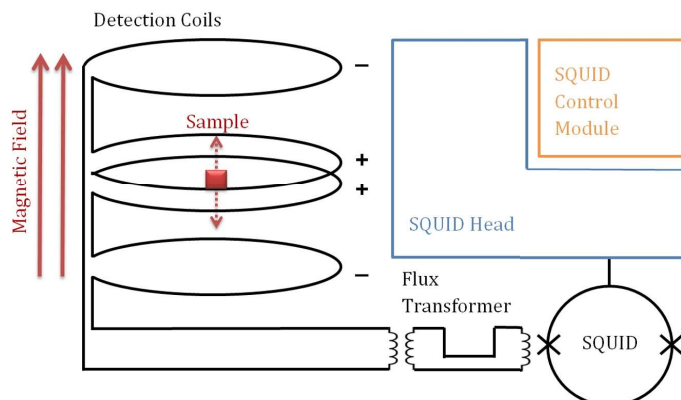 Detection Coils
Magnetic Field
−
Sample
+
+
−
SQUID
Control
Module
SQUID Head
Flux
Transformer
SQUID